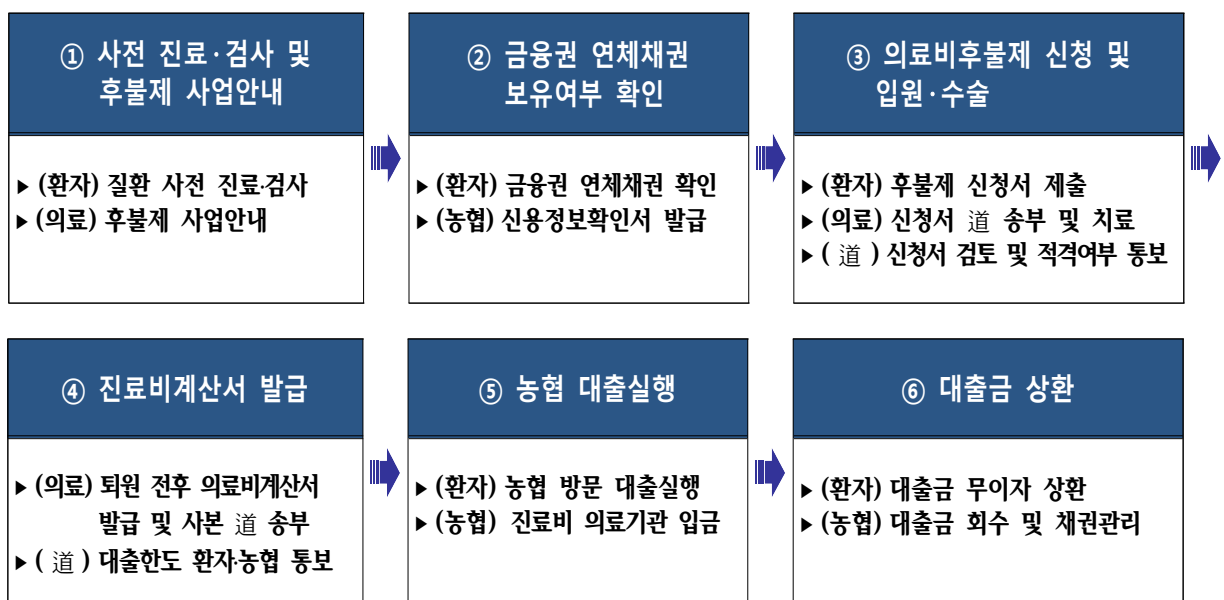 ① 사전 진료·검사 및
후불제 사업안내
▶ (환자) 질환 사전 진료·검사
▶ (의료) 후불제 사업안내
② 금융권 연체채권
보유여부 확인
▶ (환자) 금융권 연체채권 확인
▶ (농협) 신용정보확인서 발급
③ 의료비후불제 신청 및
입원·수술
▶ (환자) 후불제 신청서 제출
▶ (의료) 신청서 道 송부 및 치료
▶ ( 道 ) 신청서 검토 및 적격여부 통보
④ 진료비계산서 발급
▶ (의료) 퇴원 전후 의료비계산서
발급 및 사본 道 송부
▶ ( 道 ) 대출한도 환자·농협 통보
⑤ 농협 대출실행
▶ (환자) 농협 방문 대출실행
▶ (농협) 진료비 의료기관 입금
⑥ 대출금 상환
▶ (환자) 대출금 무이자 상환
▶ (농협) 대출금 회수 및 채권관리